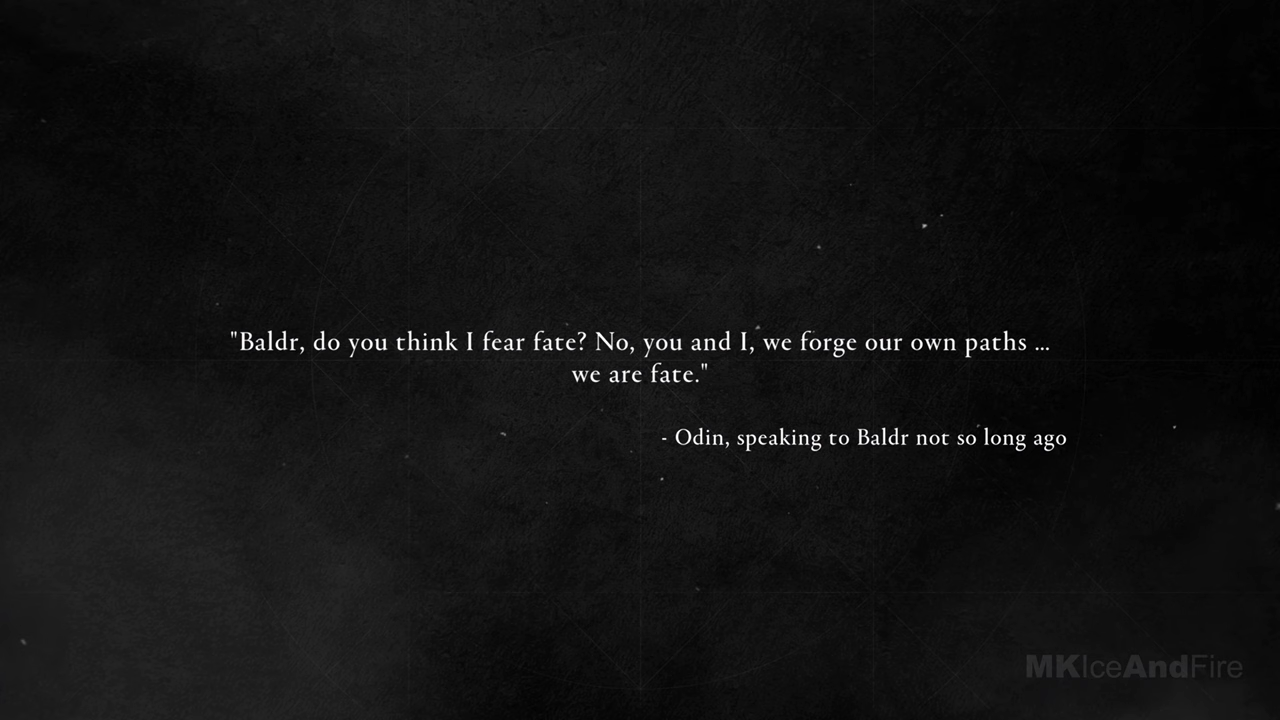 "Baldr, do you think I fear fate? No, you and I, we forge our own paths ...
we are fate."
- Odin, speaking to Baldr not so long ago
MKIceAndFire